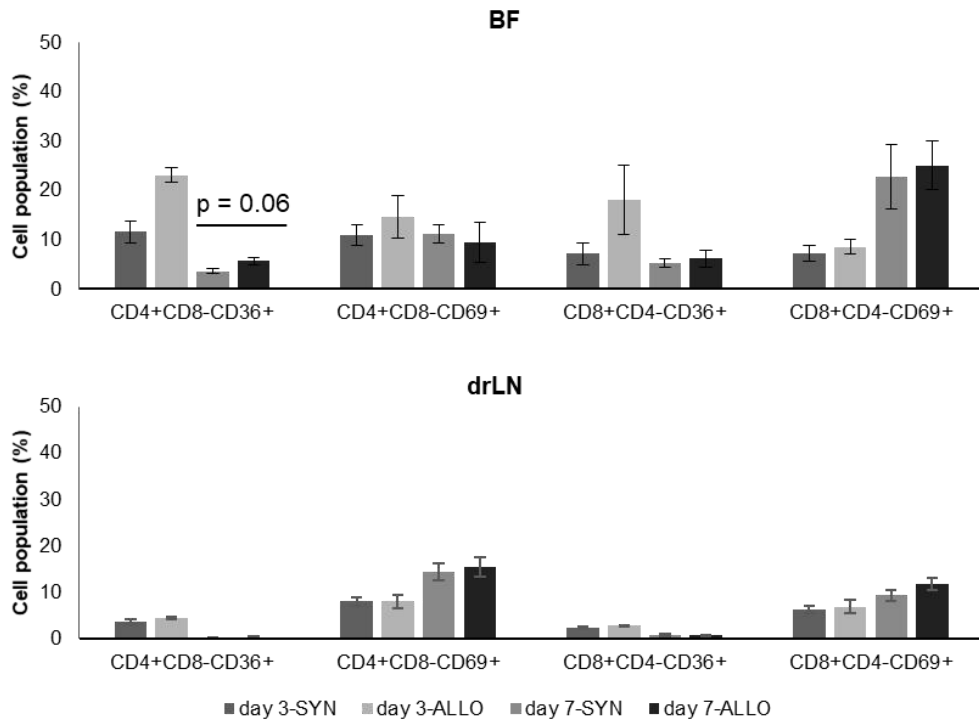 BF
Cell population (%)
50
40
30
20
10
0
p = 0.06
CD4+CD8-CD36+ CD4+CD8-CD69+ CD8+CD4-CD36+ CD8+CD4-CD69+
drLN
Cell population (%)
50
40
30
20
10
0
CD4+CD8-CD36+ CD4+CD8-CD69+ CD8+CD4-CD36+ CD8+CD4-CD69+
day 3-SYN day 3-ALLO day 7-SYN day 7-ALLO